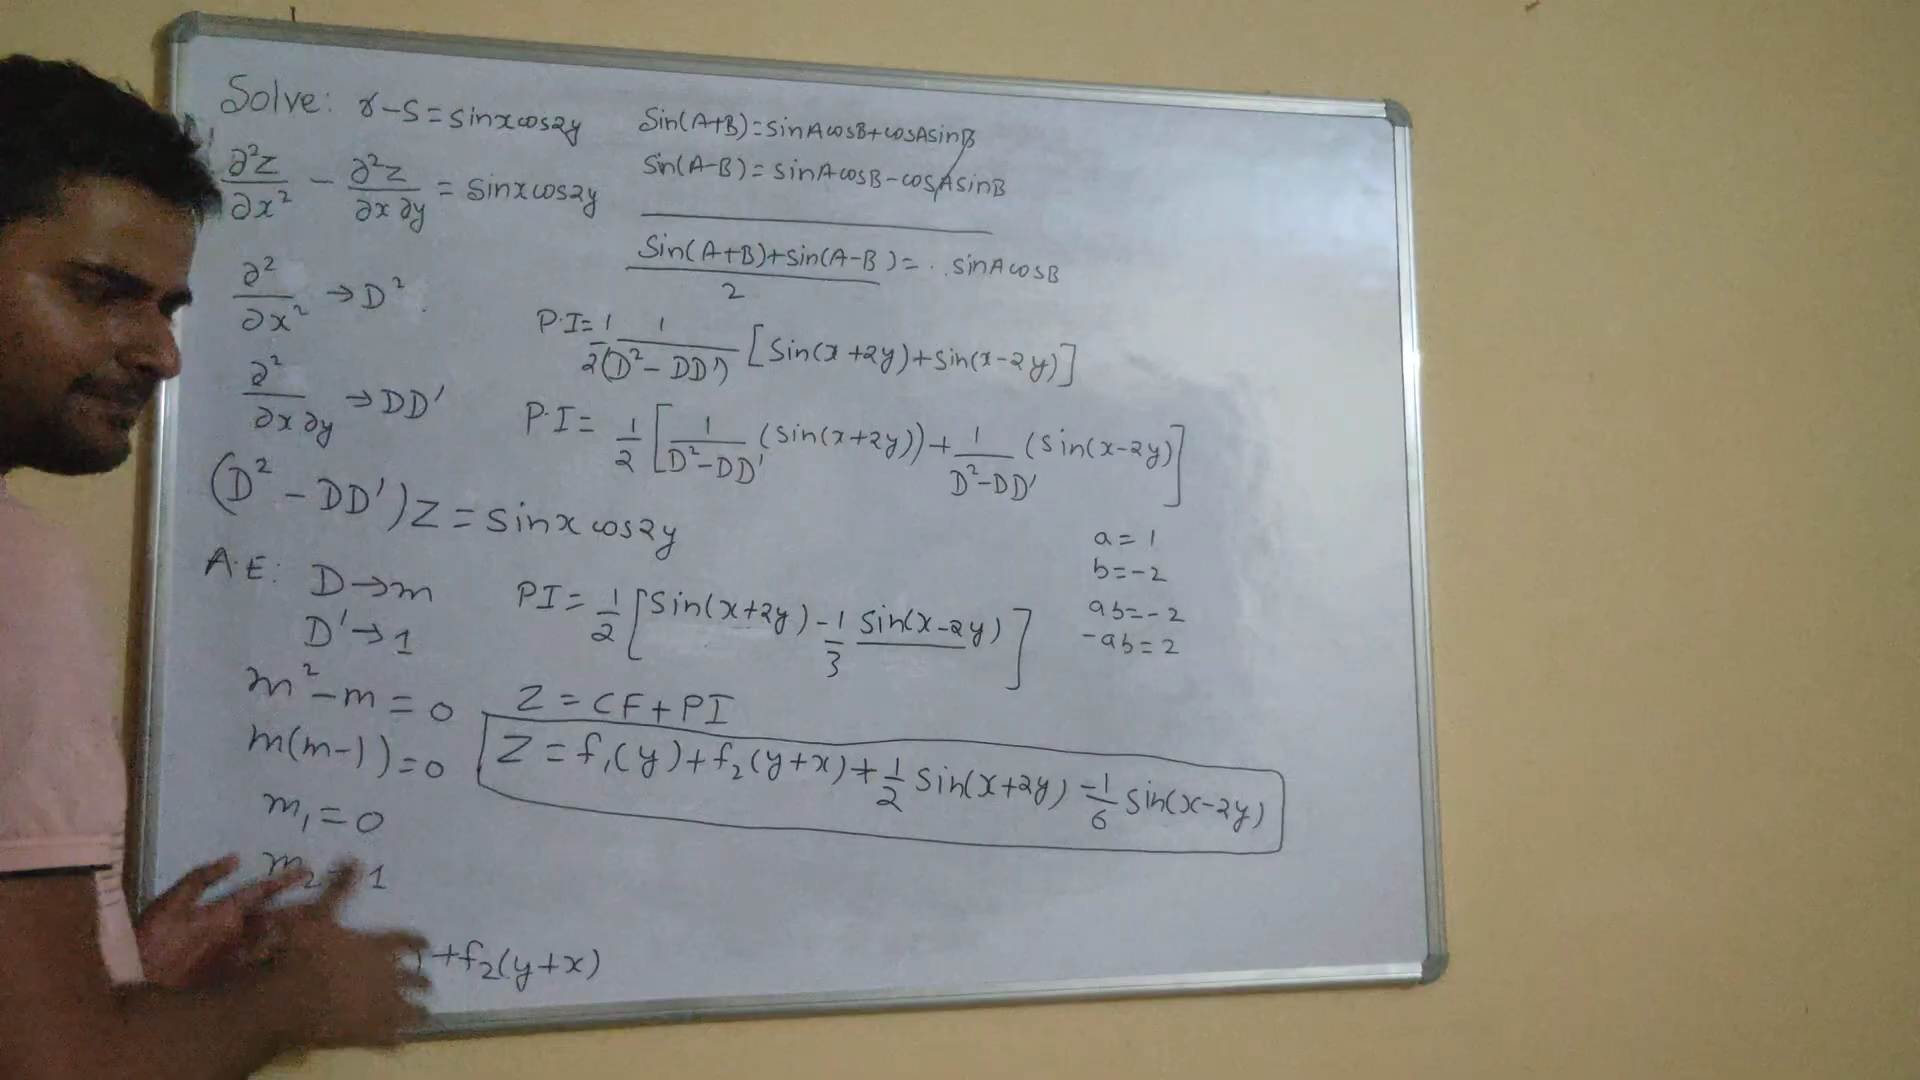 Solve: r-s=sinxcos2y
∂²z/∂x² - ∂²z/∂x∂y = sinxcos2y
∂²/∂x² → D²
∂²/∂x∂y → DD'
(D² - DD')z = sinx cos2y
A.E: D→m
D'→1
m²-m=0
m(m-1)=0
m₁=0
m₂=1
+f₂(y+x)
Sin(A+B)=sinAcosB+cosAsinB
Sin(A-B)=sinAcosB-cosAsinB
(Sin(A+B)+sin(A-B))/2 = sinAcosB
P.I=1/2 1/(D²-DD') [Sin(x+2y)+sin(x-2y)]
P.I= 1/2 [1/(D²-DD') (sin(x+2y))+1/(D²-DD') (sin(x-2y)]
a=1
b=-2
ab=-2
-ab=2
PI= 1/2 [Sin(x+2y)-1/3 Sin(x-2y)]
Z=CF+PI
Z=f₁(y)+f₂(y+x)+1/2 Sin(x+2y)-1/6 Sin(x-2y)